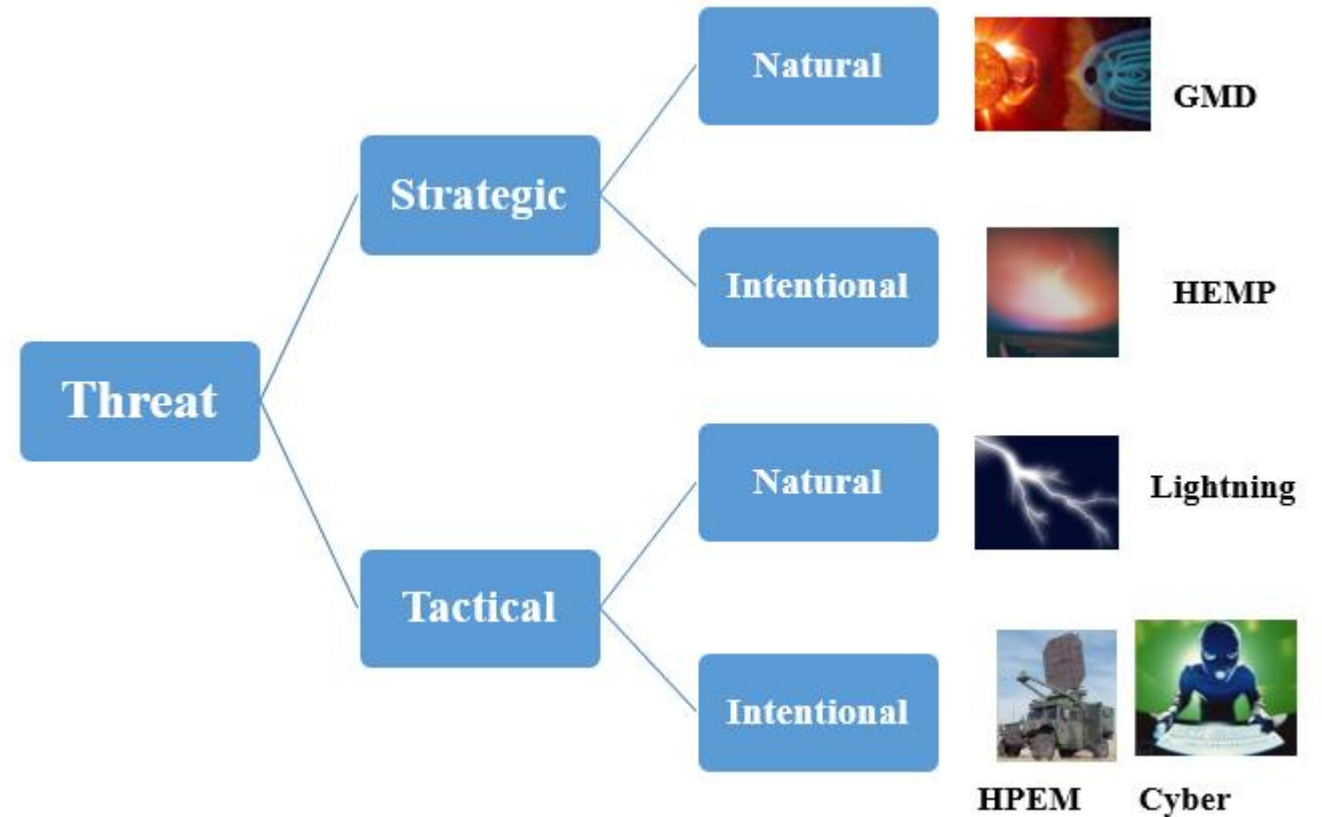 Natural
GMD
Strategic
Intentional
HEMP
Threat
Natural
Lightning
Tactical
Intentional
HPEM Cyber